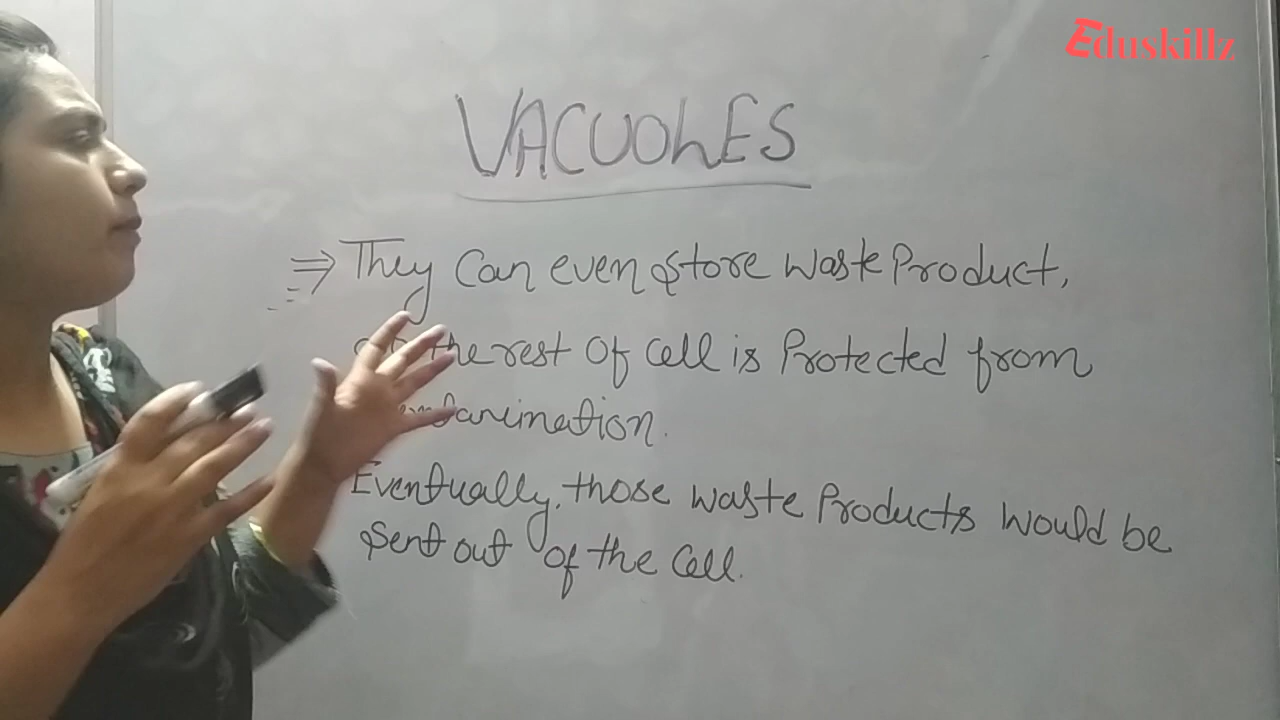 Eduskillz
VACUOLES
⇒ They can even store waste Product,
the rest of cell is Protected from
Eventually, those waste Products would be
sent out of the cell.